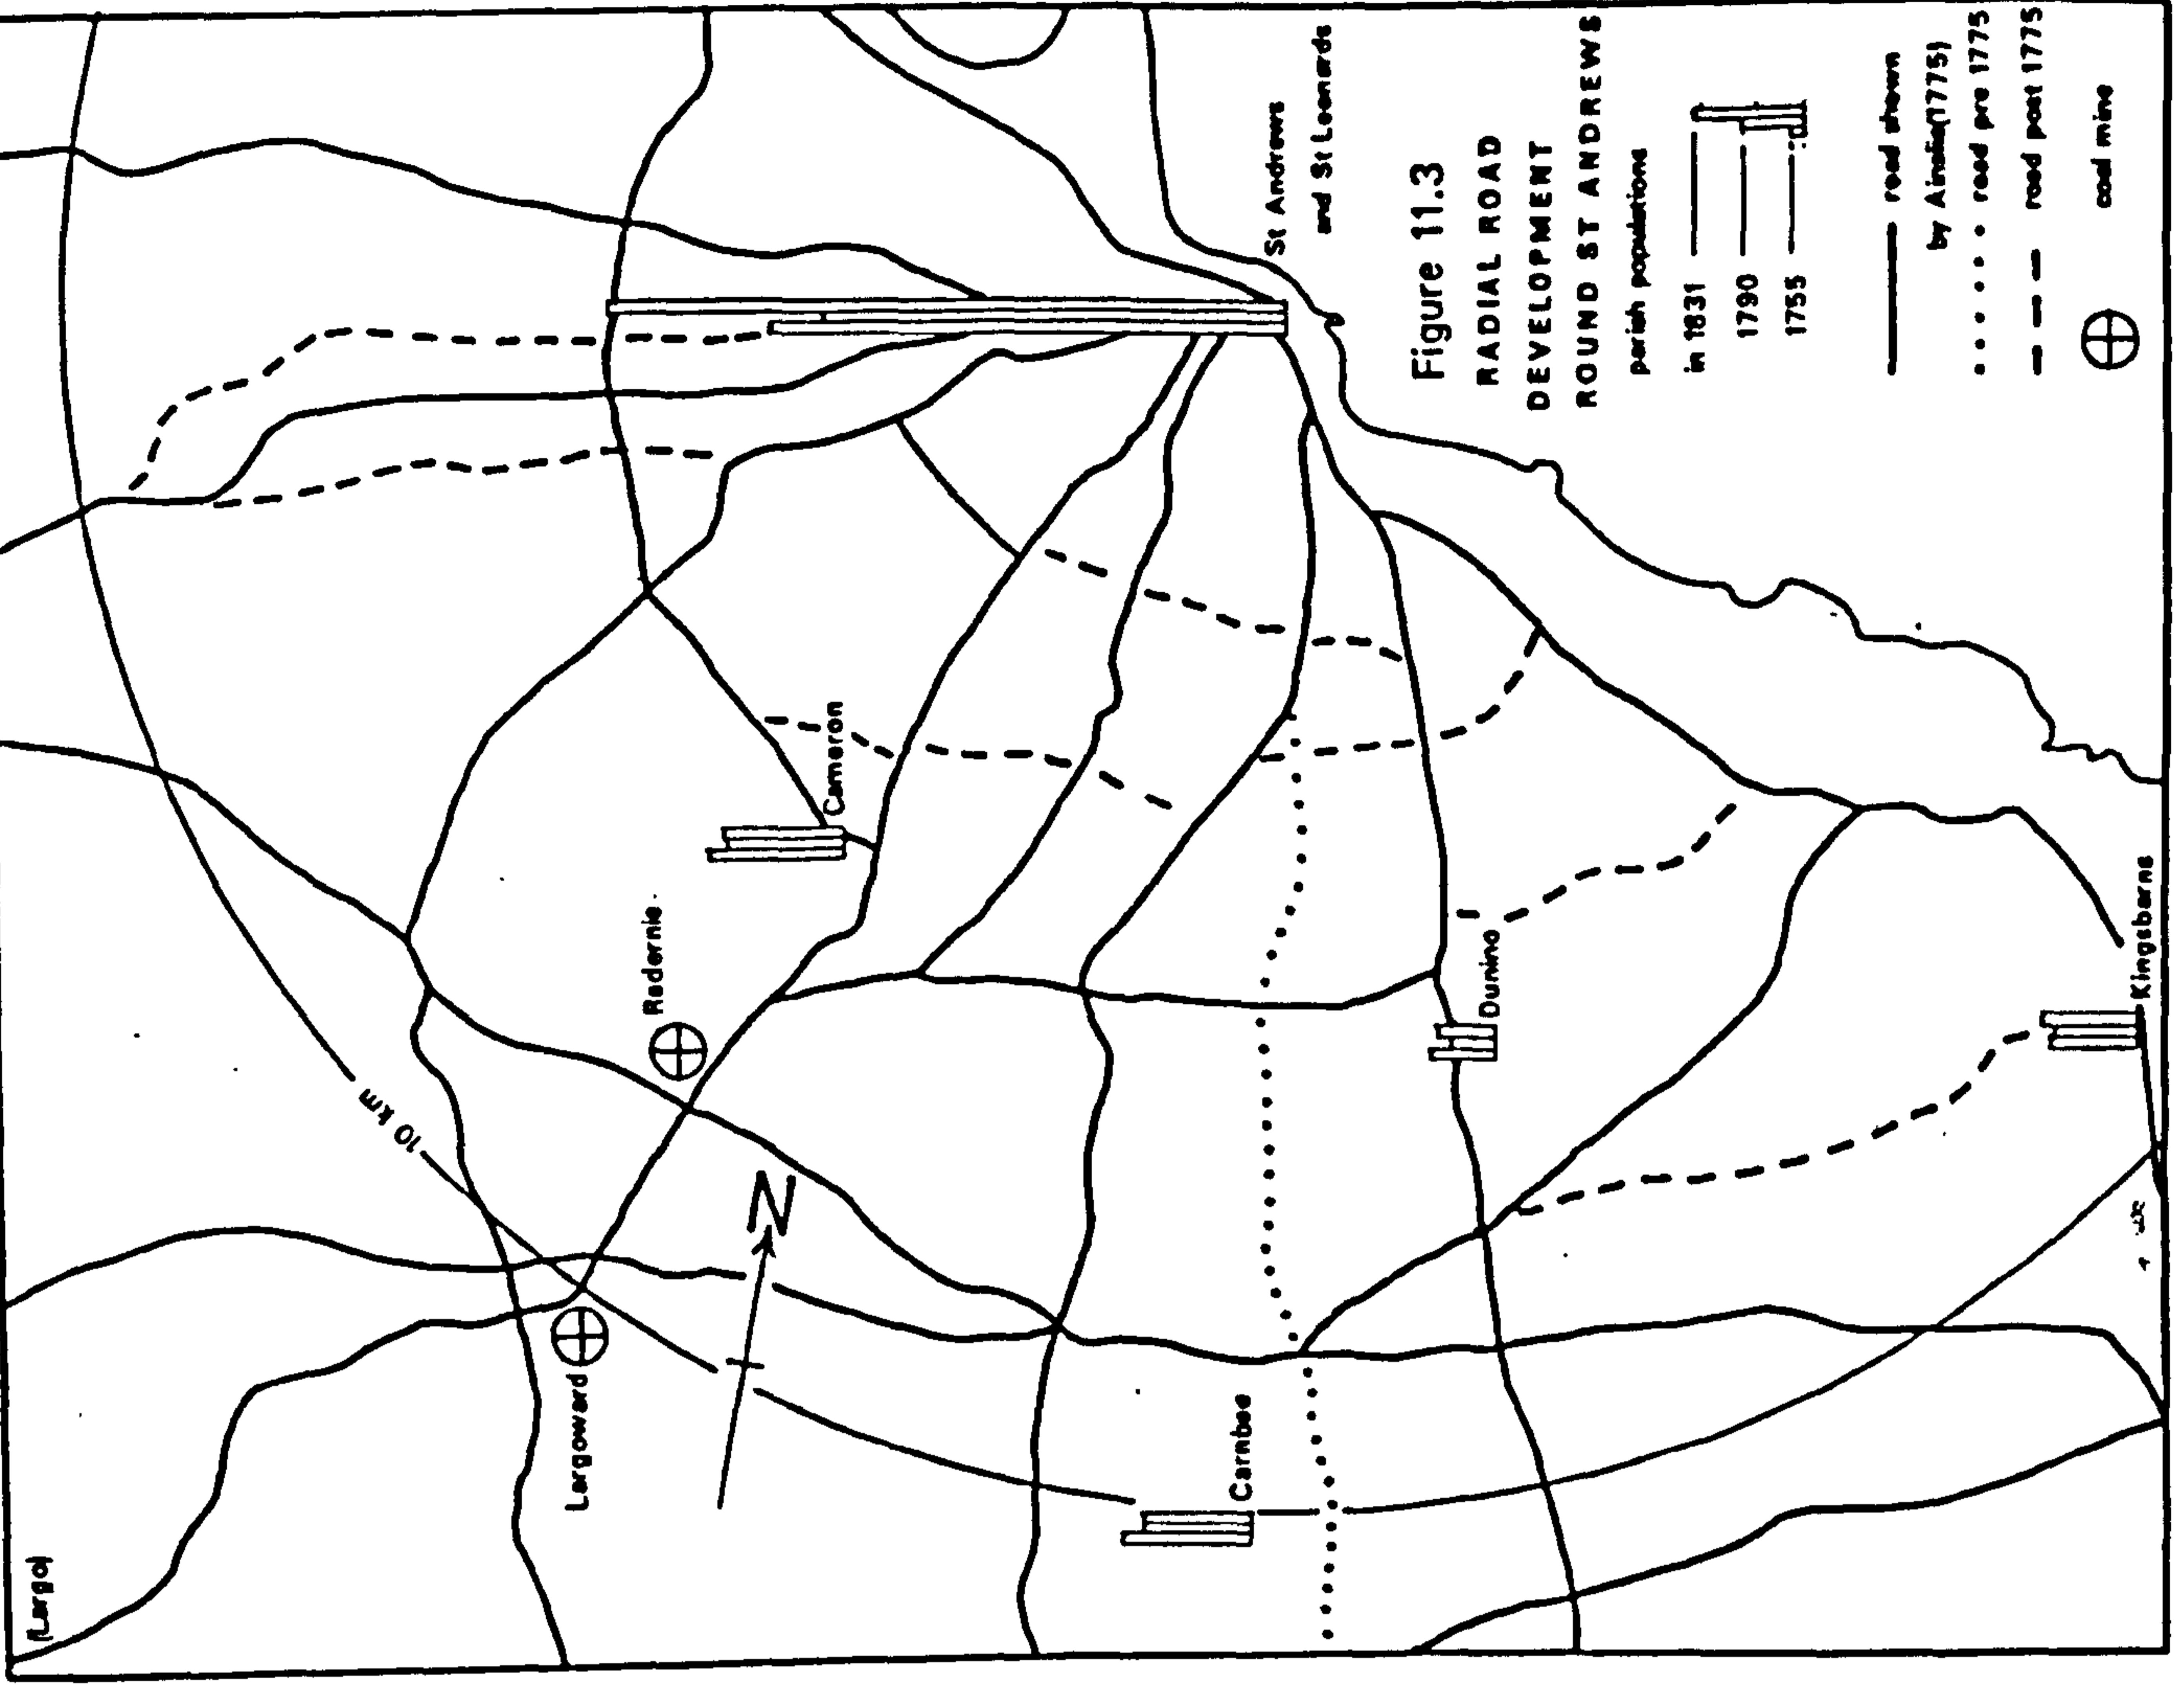 (Largo)
Largoward
10 km
N
Radernie
Cameron
Carnbee
Dunino
Kingsbarns
St Andrews
and St Leonards
Figure 11.3
RADIAL ROAD
DEVELOPMENT
ROUND ST ANDREWS
parish populations
in 1831
1790
1755
road shown
by Ainslie(1775)
road pre 1775
road post 1775
coal mine